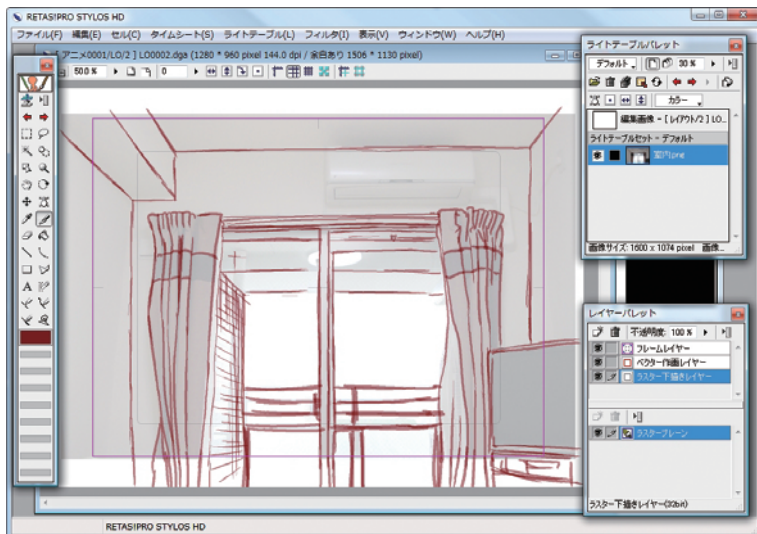 RETAS!PRO STYLOS HD
ファイル(F) 編集(E) セル(C) タイムシート(S) ライトテーブル(L) フィルタ(I) 表示(V) ウィンドウ(W) ヘルプ(H)
アニメ0001/LO/2 ] LO0002.dga (1280 * 960 pixel 144.0 dpi / 余白あり 1506 * 1130 pixel)
50.0 %
0
ライトテーブルパレット
デフォルト
30 %
カラー
編集画像 - [ レイアウト/2 ] LO...
ライトテーブルセット - デフォルト
画像サイズ: 1600 x 1074 pixel 画像...
レイヤーパレット
不透明度: 100 %
フレームレイヤー
ベクター作画レイヤー
ラスター下描きレイヤー
ラスタープレーン
ラスター下描きレイヤー(32bit)
A
RETAS!PRO STYLOS HD